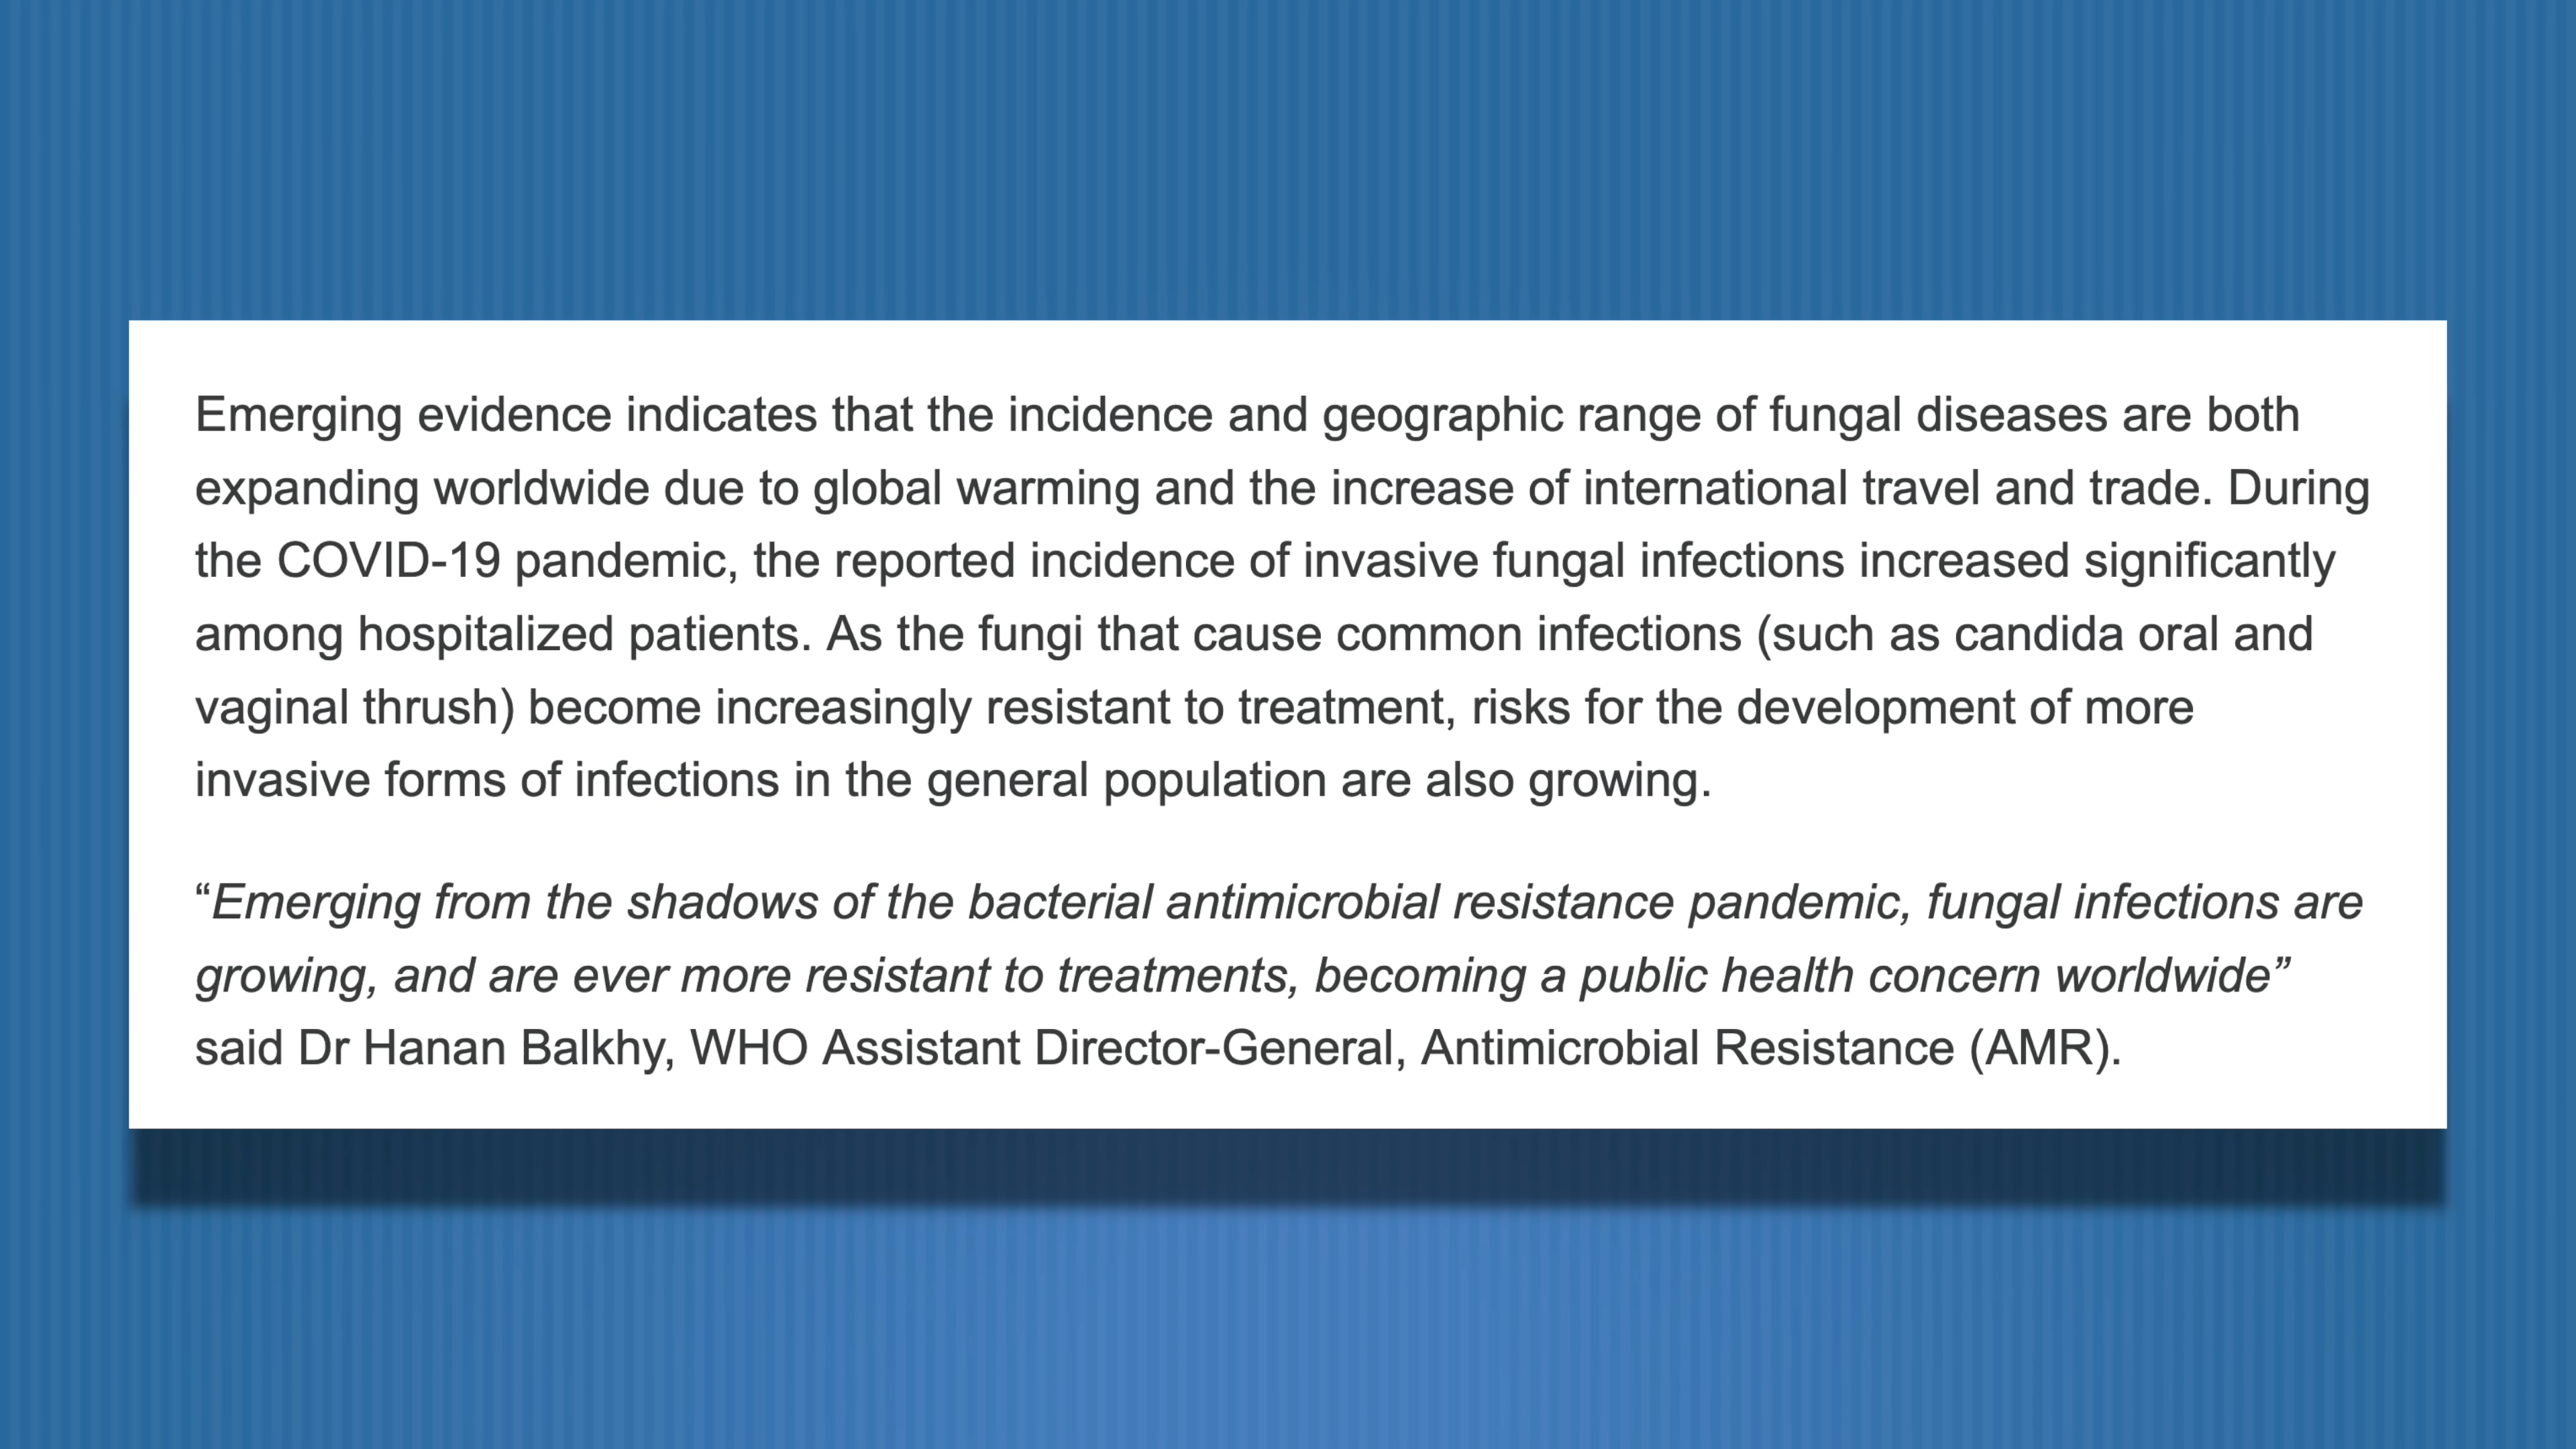 Emerging evidence indicates that the incidence and geographic range of fungal diseases are both
expanding worldwide due to global warming and the increase of international travel and trade. During
the COVID-19 pandemic, the reported incidence of invasive fungal infections increased significantly
among hospitalized patients. As the fungi that cause common infections (such as candida oral and
vaginal thrush) become increasingly resistant to treatment, risks for the development of more
invasive forms of infections in the general population are also growing.
“Emerging from the shadows of the bacterial antimicrobial resistance pandemic, fungal infections are
growing, and are ever more resistant to treatments, becoming a public health concern worldwide”
said Dr Hanan Balkhy, WHO Assistant Director-General, Antimicrobial Resistance (AMR).